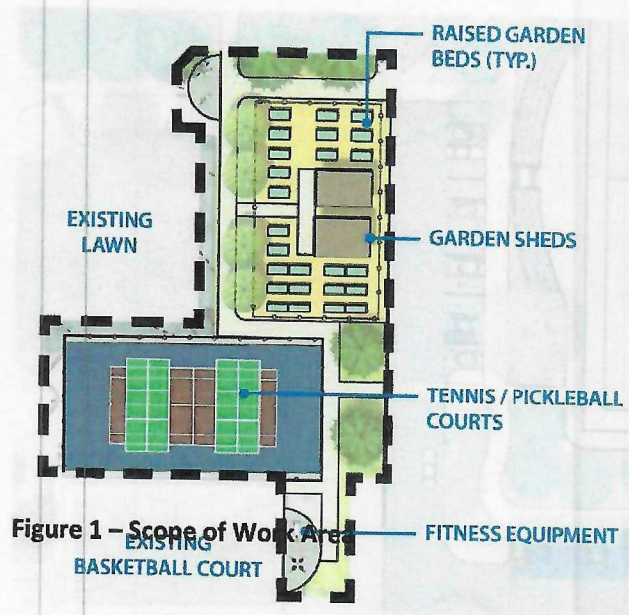 RAISED GARDEN
BEDS (TYP.)
EXISTING
LAWN
GARDEN SHEDS
TENNIS / PICKLEBALL
COURTS
Figure 1 – Scope of Work Area
FITNESS EQUIPMENT
EXISTING
BASKETBALL COURT